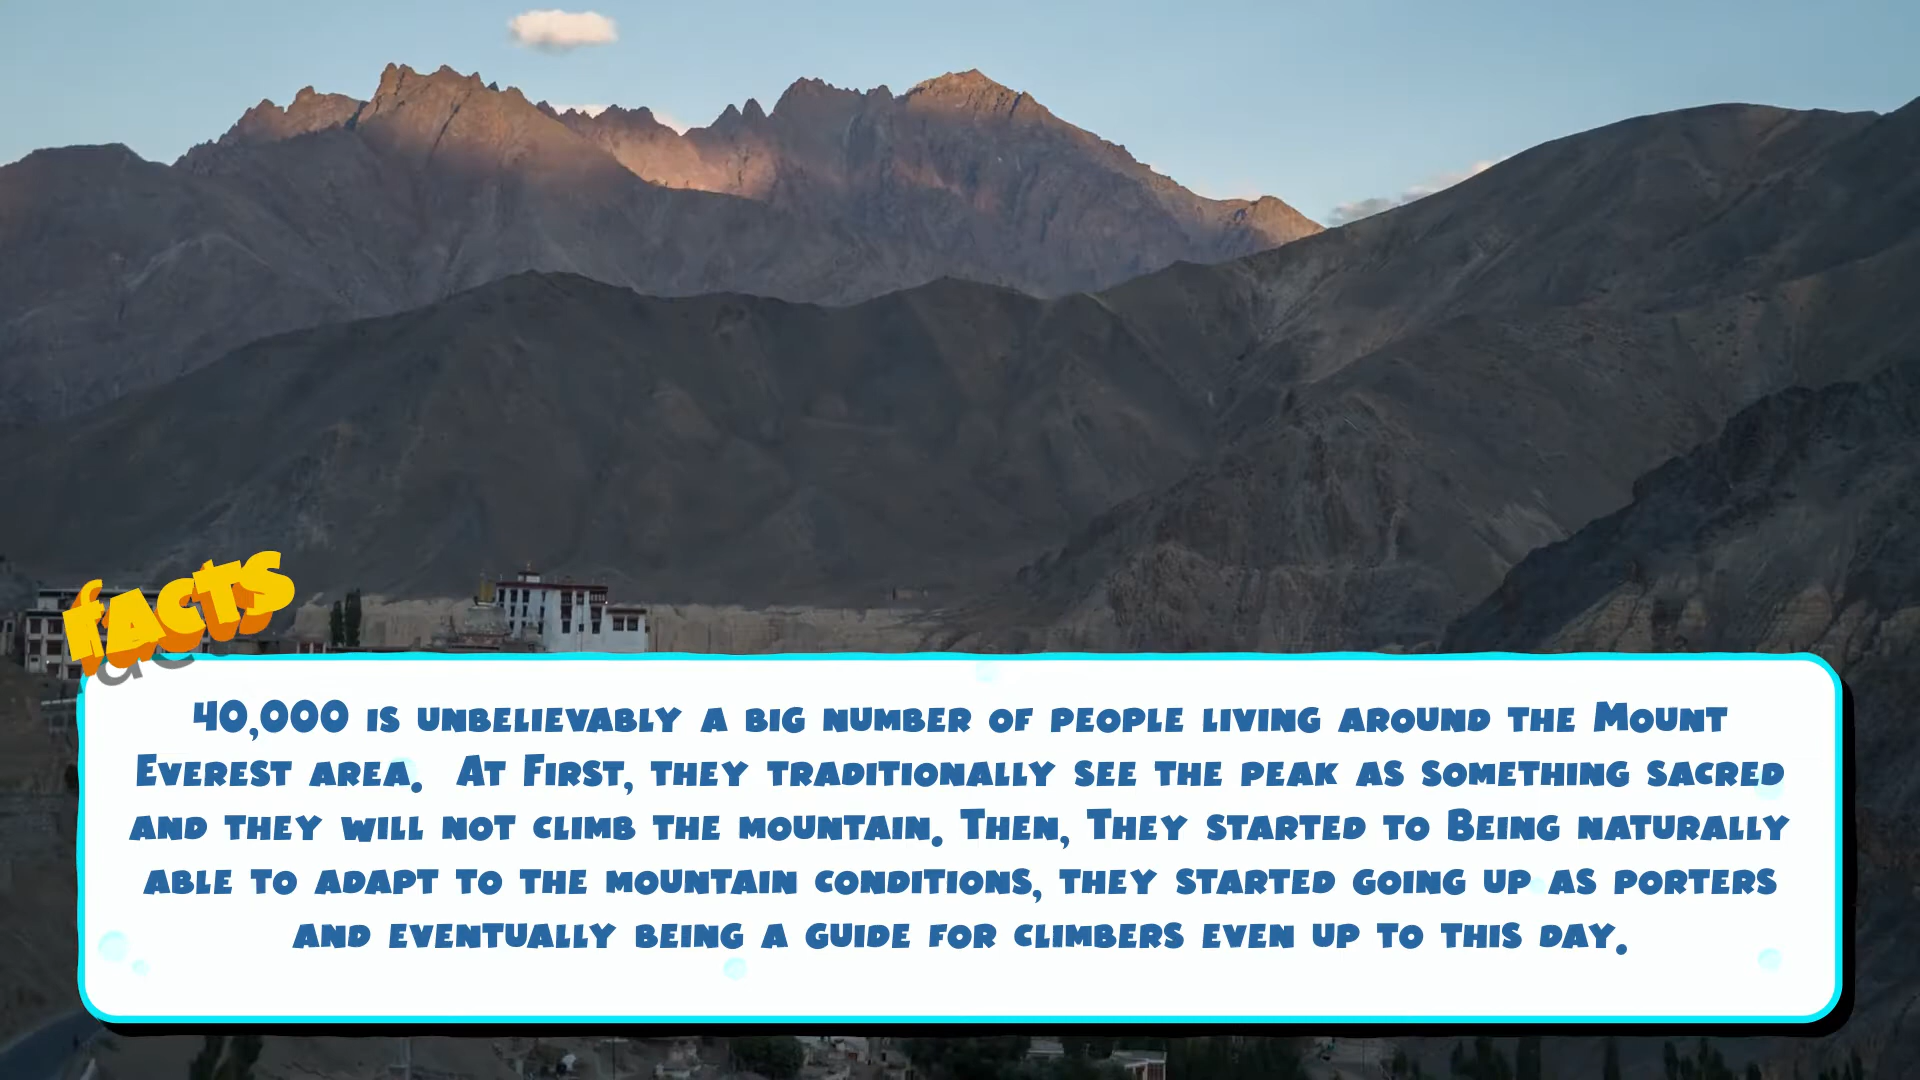 fACTS
40,000 is unbelievably a big number of people living around the Mount
Everest area.  At First, they traditionally see the peak as something sacred
and they will not climb the mountain. Then, They started to Being naturally
able to adapt to the mountain conditions, they started going up as porters
and eventually being a guide for climbers even up to this day.